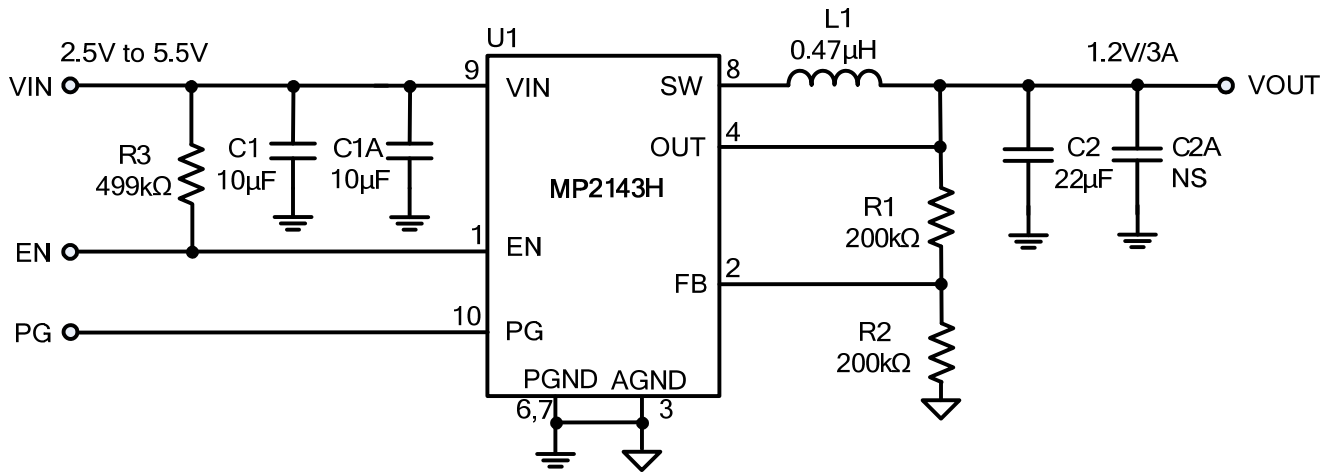 L1
0.47µH
U1
2.5V to 5.5V
1.2V/3A
VIN
9
VIN
SW
8
VOUT
R3
499kΩ
C1
10µF
C1A
10µF
OUT
4
C2
22µF
C2A
NS
MP2143H
R1
200kΩ
EN
1
EN
FB
2
PG
10
PG
R2
200kΩ
PGND
AGND
6,7
3